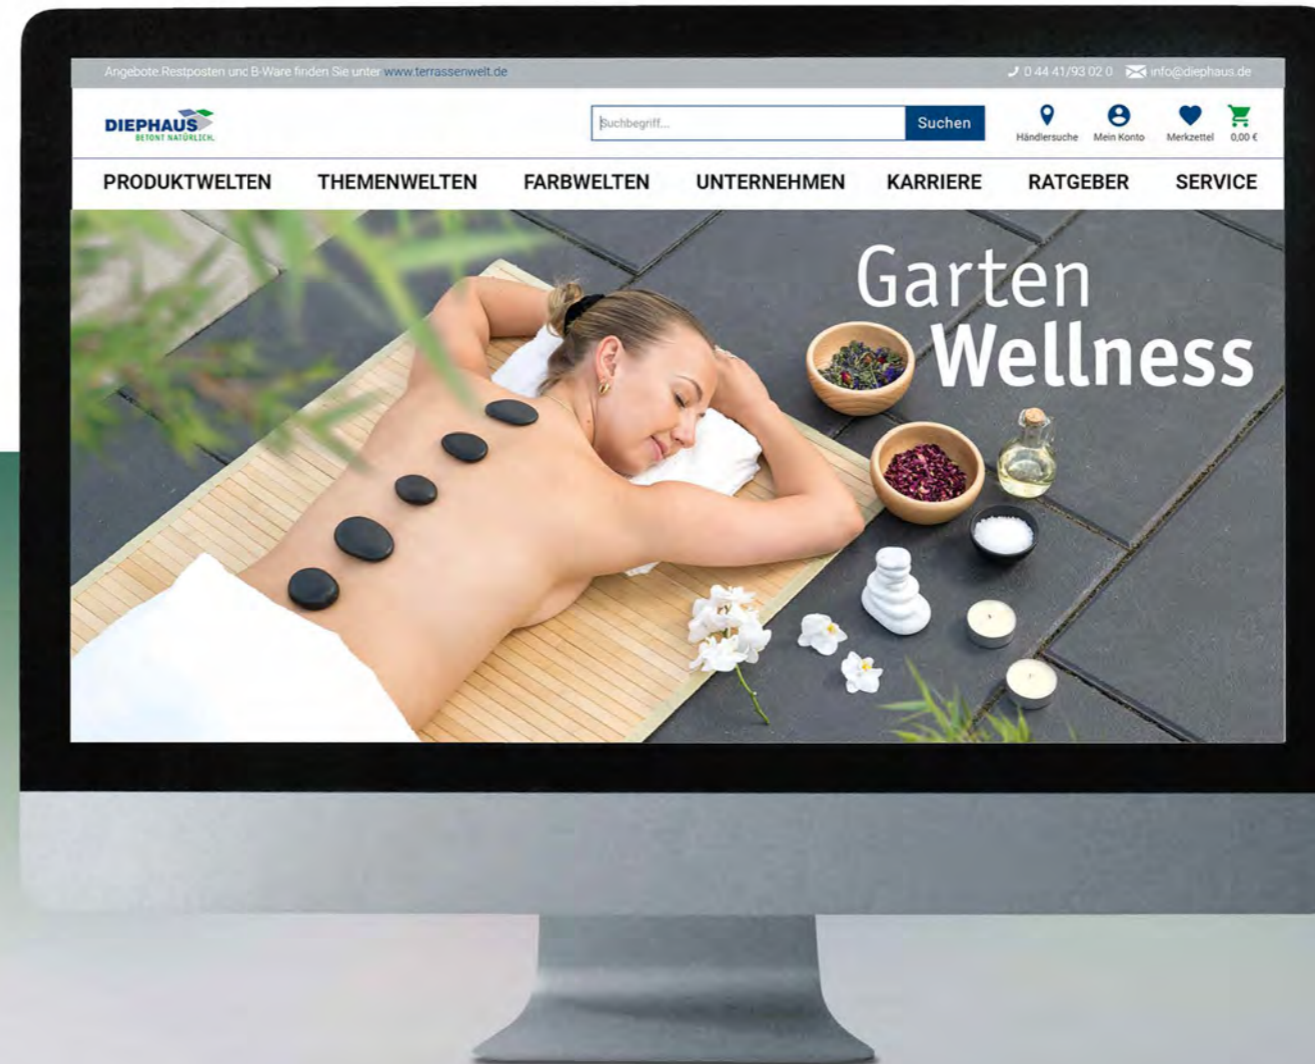 Angebote Restposten und B-Ware finden Sie unter www.terrassenwelt.de
0 44 41/93 02 0 info@diephaus.de
DIEPHAUS
BETONT NATÜRLICH.
Suchbegriff...
Suchen
Händlersuche Mein Konto Merkzettel 0,00 €
PRODUKTWELTEN THEMENWELTEN FARBWELTEN UNTERNEHMEN KARRIERE RATGEBER SERVICE
Garten
Wellness